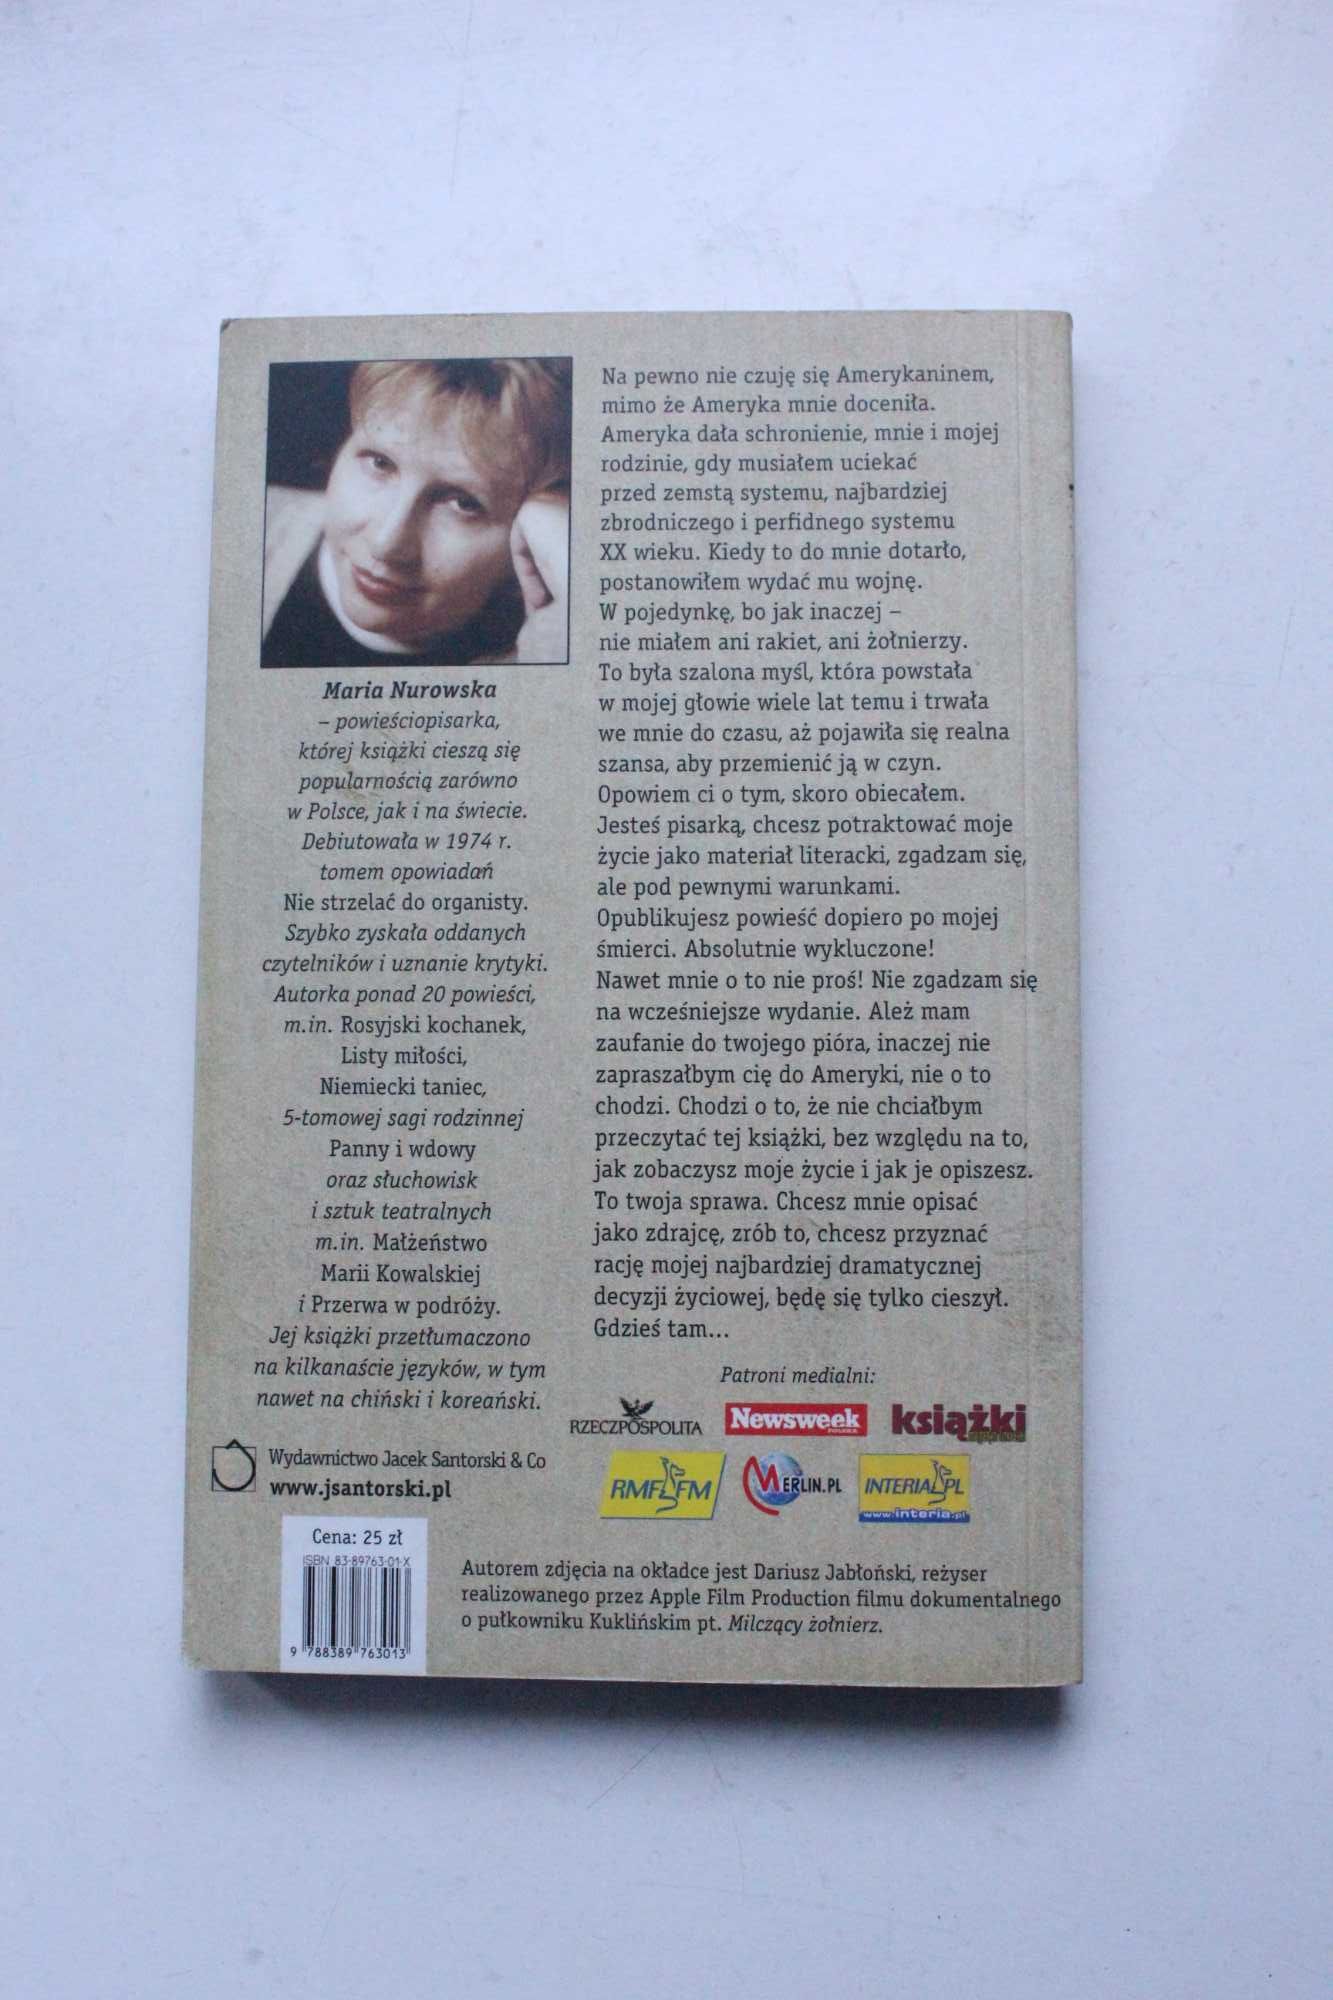 Maria Nurowska
– powieściopisarka,
której książki cieszą się
popularnością zarówno
w Polsce, jak i na świecie.
Debiutowała w 1974 r.
tomem opowiadań
Nie strzelać do organisty.
Szybko zyskała oddanych
czytelników i uznanie krytyki.
Autorka ponad 20 powieści,
m.in. Rosyjski kochanek,
Listy miłości,
Niemiecki taniec,
5-tomowej sagi rodzinnej
Panny i wdowy
oraz słuchowisk
i sztuk teatralnych
m.in. Małżeństwo
Marii Kowalskiej
i Przerwa w podróży.
Jej książki przetłumaczono
na kilkanaście języków, w tym
nawet na chiński i koreański.
Wydawnictwo Jacek Santorski & Co
www.jsantorski.pl
Cena: 25 zł
ISBN 83-89763-01-X
9 788389 763013
Na pewno nie czuję się Amerykaninem,
mimo że Ameryka mnie doceniła.
Ameryka dała schronienie, mnie i mojej
rodzinie, gdy musiałem uciekać
przed zemstą systemu, najbardziej
zbrodniczego i perfidnego systemu
XX wieku. Kiedy to do mnie dotarło,
postanowiłem wydać mu wojnę.
W pojedynkę, bo jak inaczej –
nie miałem ani rakiet, ani żołnierzy.
To była szalona myśl, która powstała
w mojej głowie wiele lat temu i trwała
we mnie do czasu, aż pojawiła się realna
szansa, aby przemienić ją w czyn.
Opowiem ci o tym, skoro obiecałem.
Jesteś pisarką, chcesz potraktować moje
życie jako materiał literacki, zgadzam się,
ale pod pewnymi warunkami.
Opublikujesz powieść dopiero po mojej
śmierci. Absolutnie wykluczone!
Nawet mnie o to nie proś! Nie zgadzam się
na wcześniejsze wydanie. Ależ mam
zaufanie do twojego pióra, inaczej nie
zapraszałbym cię do Ameryki, nie o to
chodzi. Chodzi o to, że nie chciałbym
przeczytać tej książki, bez względu na to,
jak zobaczysz moje życie i jak je opiszesz.
To twoja sprawa. Chcesz mnie opisać
jako zdrajcę, zrób to, chcesz przyznać
rację mojej najbardziej dramatycznej
decyzji życiowej, będę się tylko cieszył.
Gdzieś tam...
Patroni medialni:
RZECZPOSPOLITA
Newsweek
POLSKA
książki
RMF FM
MERLIN.PL
INTERIA.PL
www.interia.pl
Autorem zdjęcia na okładce jest Dariusz Jabłoński, reżyser
realizowanego przez Apple Film Production filmu dokumentalnego
o pułkowniku Kuklińskim pt. Milczący żołnierz.